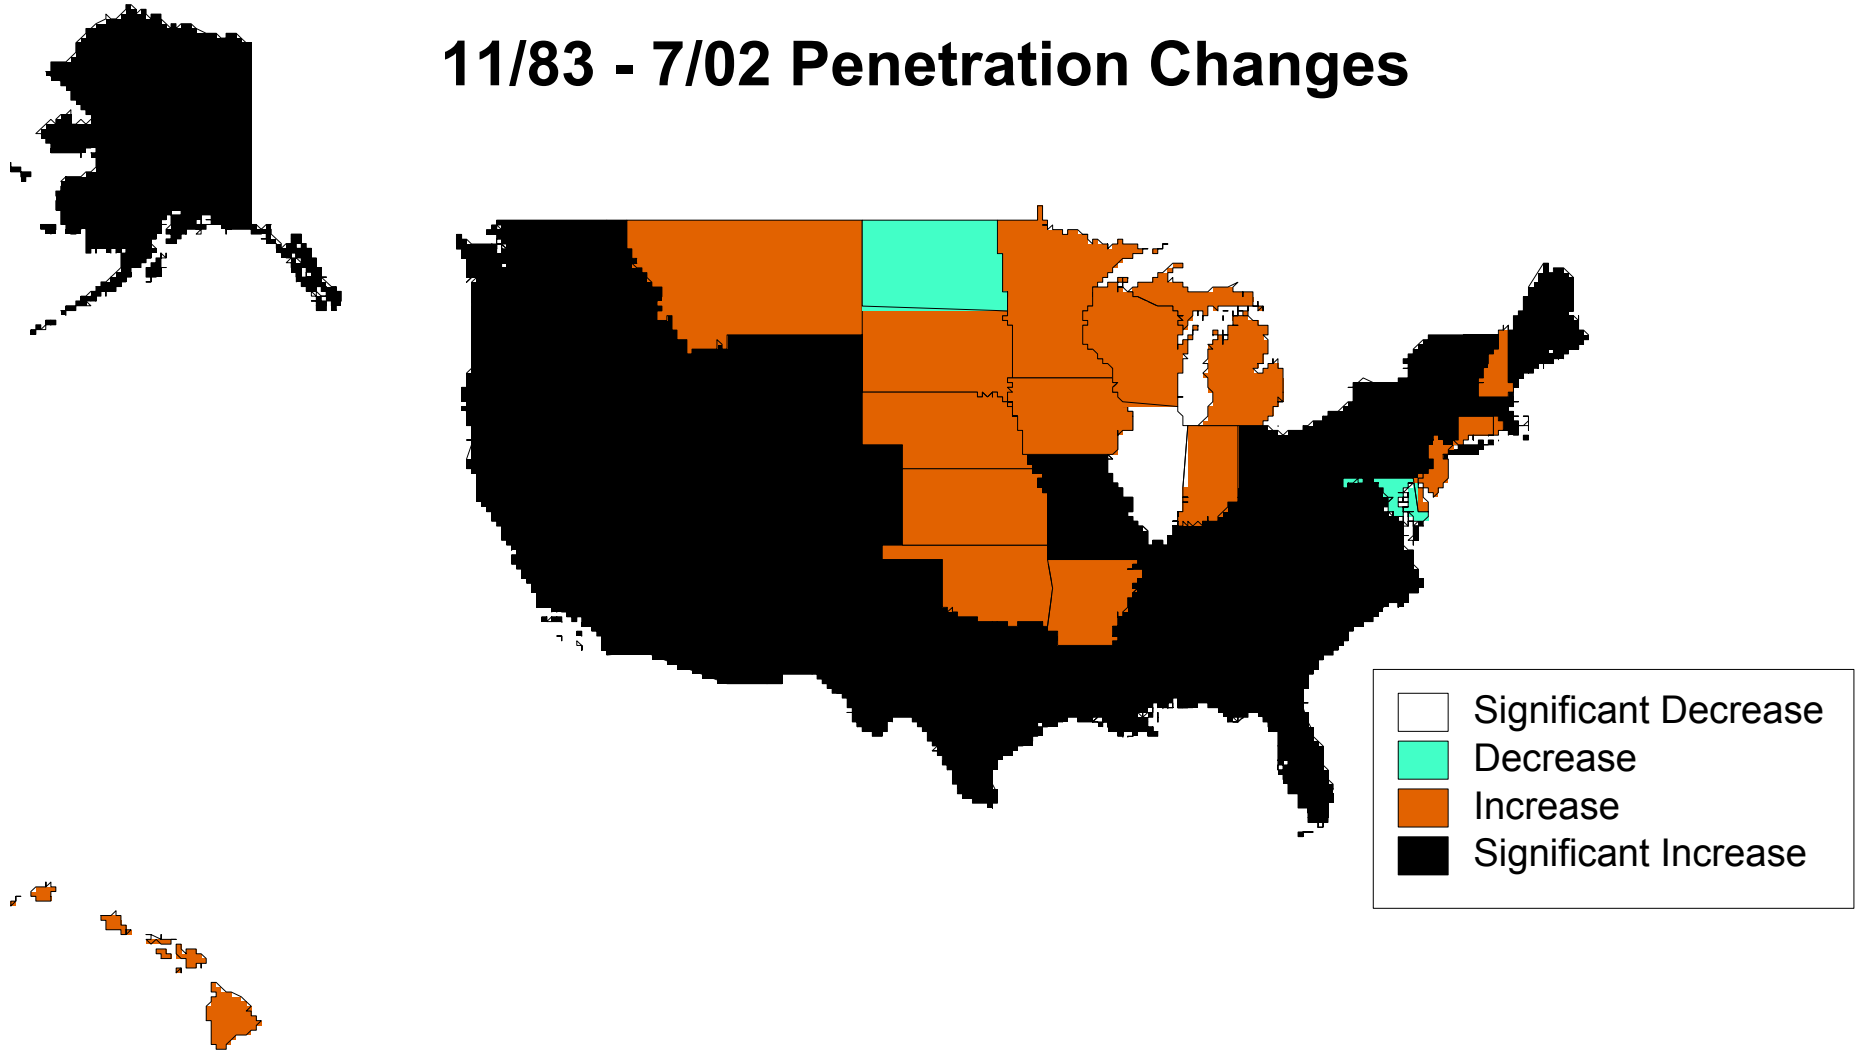 11/83 - 7/02 Penetration Changes
Significant Decrease
Decrease
Increase
Significant Increase